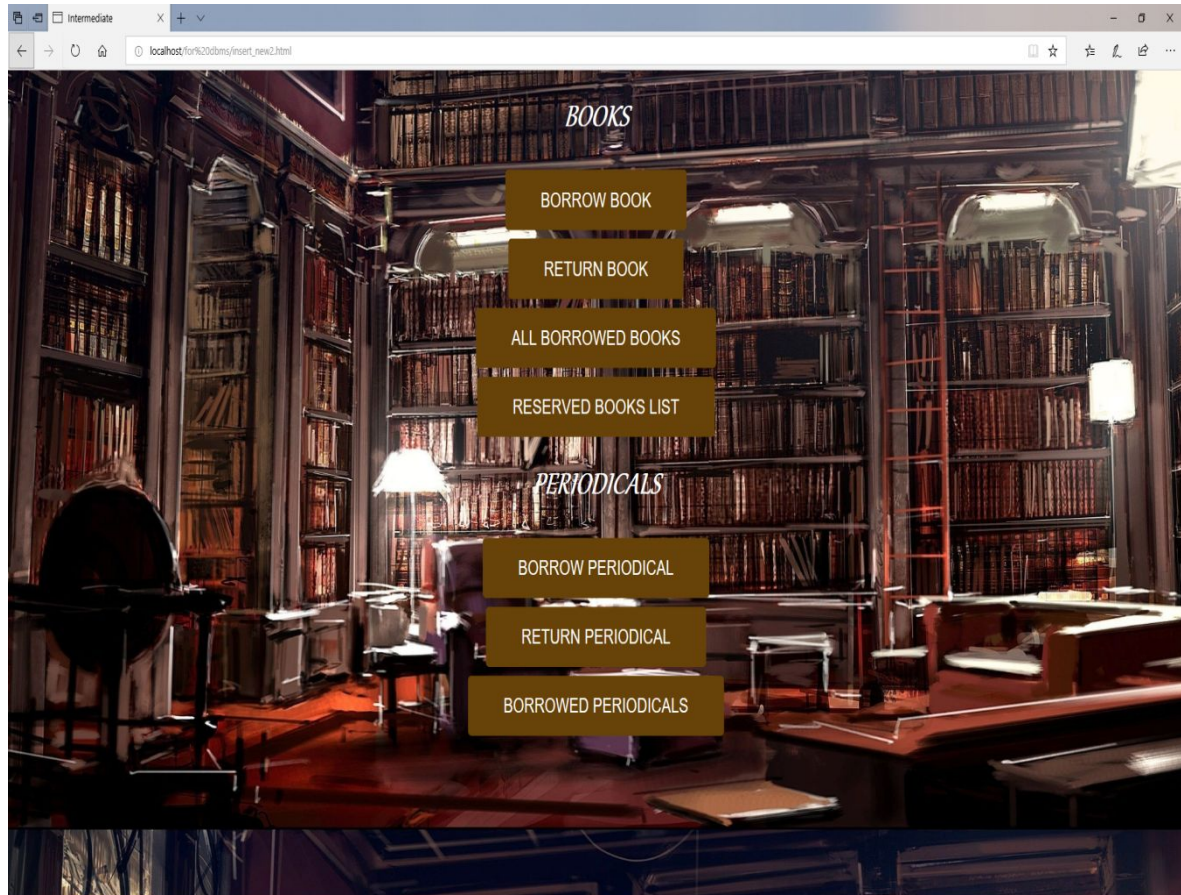 Intermediate
localhost/for%20dbms/insert_new2.html
BOOKS
BORROW BOOK
RETURN BOOK
ALL BORROWED BOOKS
RESERVED BOOKS LIST
PERIODICALS
BORROW PERIODICAL
RETURN PERIODICAL
BORROWED PERIODICALS